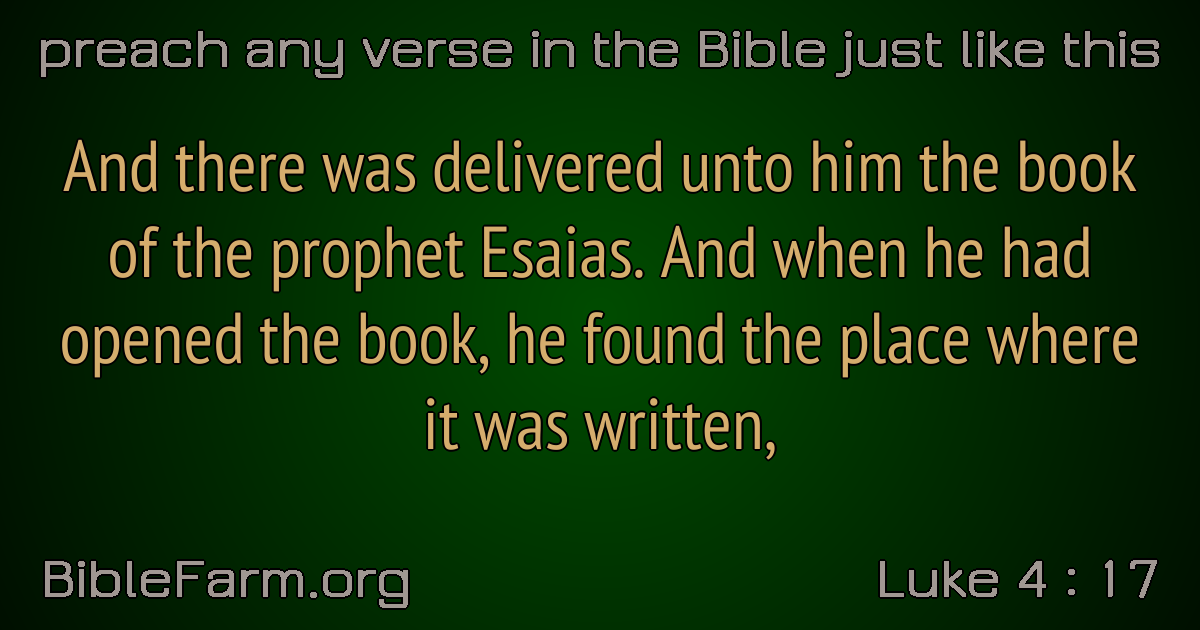 preach any verse in the Bible just like this
And there was delivered unto him the book
of the prophet Esaias. And when he had
opened the book, he found the place where
it was written,
BibleFarm.org
Luke 4 : 17